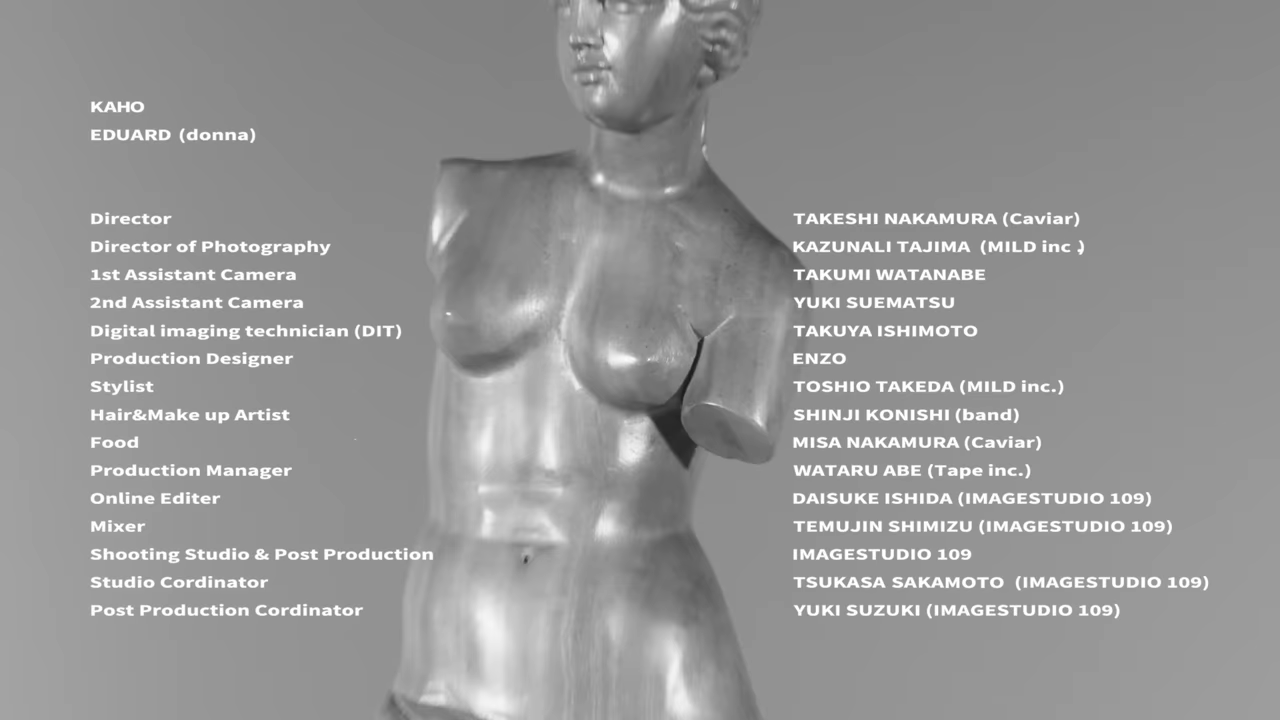 KAHO
EDUARD (donna)
Director TAKESHI NAKAMURA (Caviar)
Director of Photography KAZUNALI TAJIMA (MILD inc.)
1st Assistant Camera TAKUMI WATANABE
2nd Assistant Camera YUKI SUEMATSU
Digital imaging technician (DIT) TAKUYA ISHIMOTO
Production Designer ENZO
Stylist TOSHIO TAKEDA (MILD inc.)
Hair&Make up Artist SHINJI KONISHI (band)
Food MISA NAKAMURA (Caviar)
Production Manager WATARU ABE (Tape inc.)
Online Editer DAISUKE ISHIDA (IMAGESTUDIO 109)
Mixer TEMUJIN SHIMIZU (IMAGESTUDIO 109)
Shooting Studio & Post Production IMAGESTUDIO 109
Studio Cordinator TSUKASA SAKAMOTO (IMAGESTUDIO 109)
Post Production Cordinator YUKI SUZUKI (IMAGESTUDIO 109)